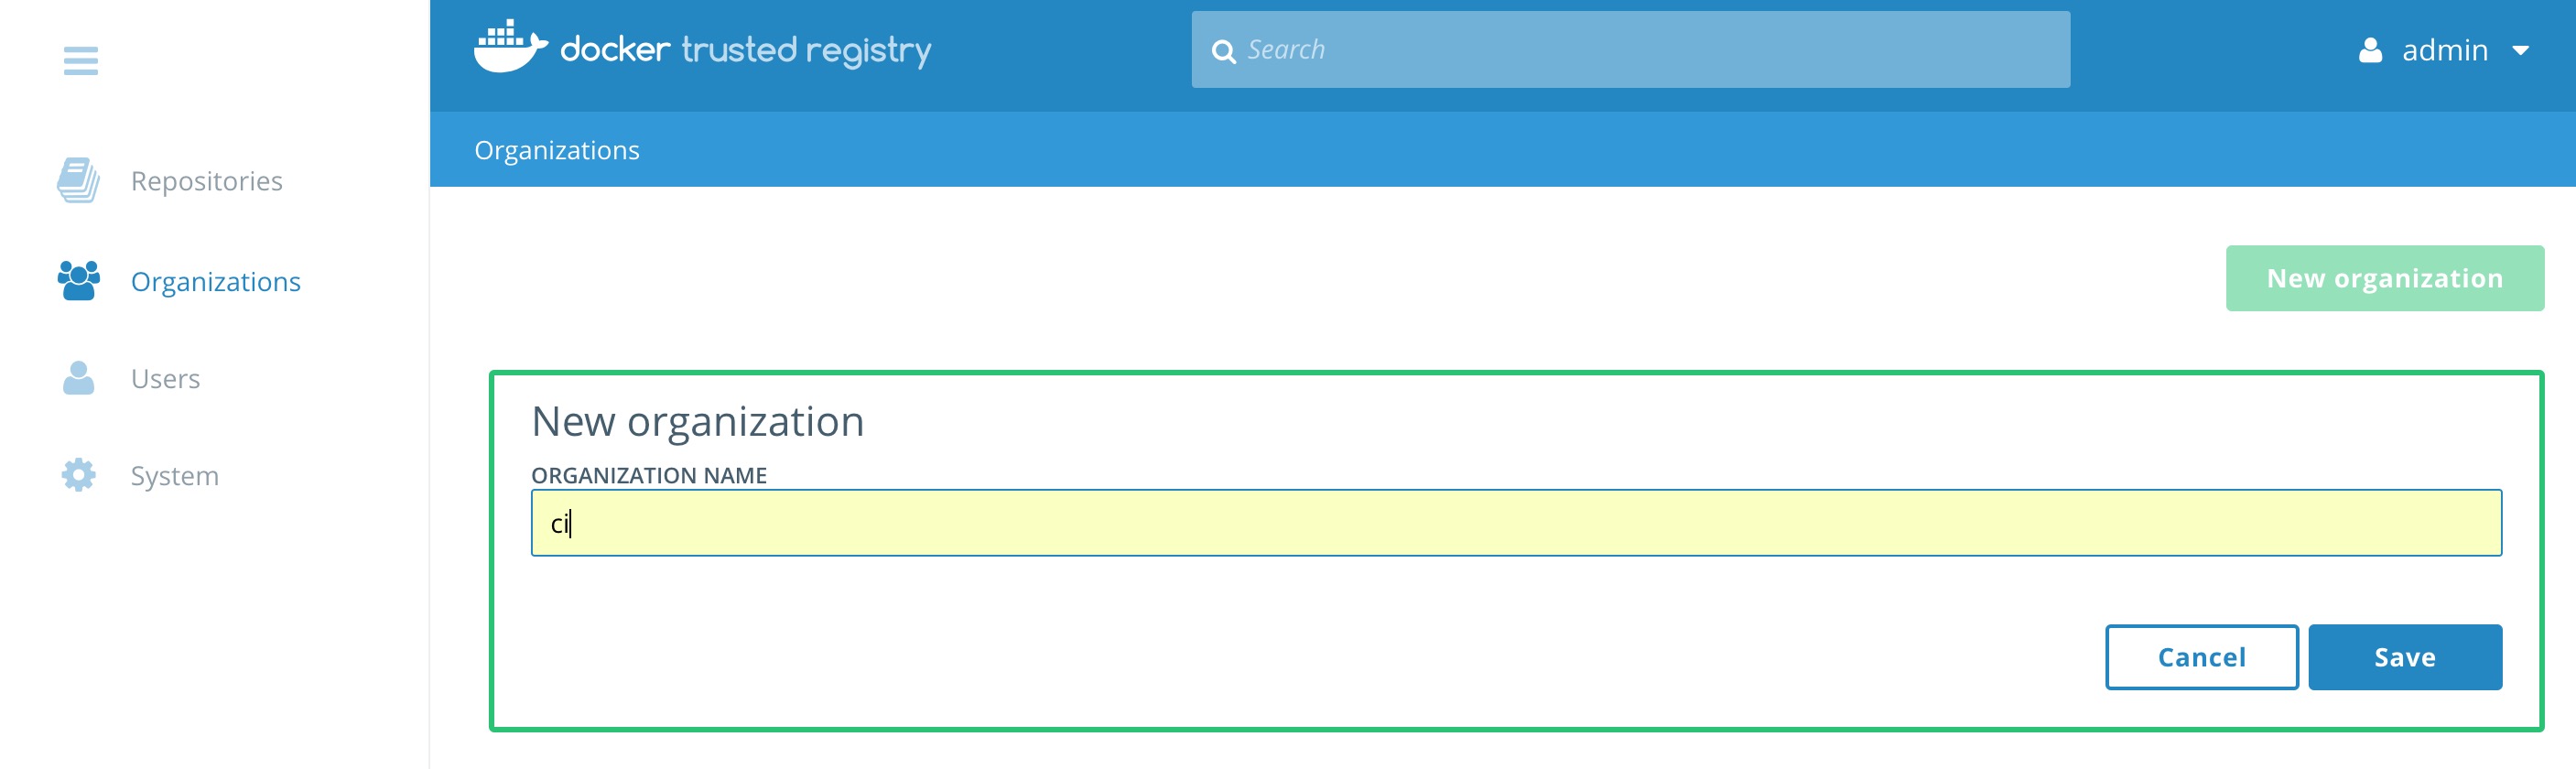 docker trusted registry
Search
admin
Organizations
Repositories
Organizations
Users
System
New organization
New organization
ORGANIZATION NAME
ci
Cancel
Save